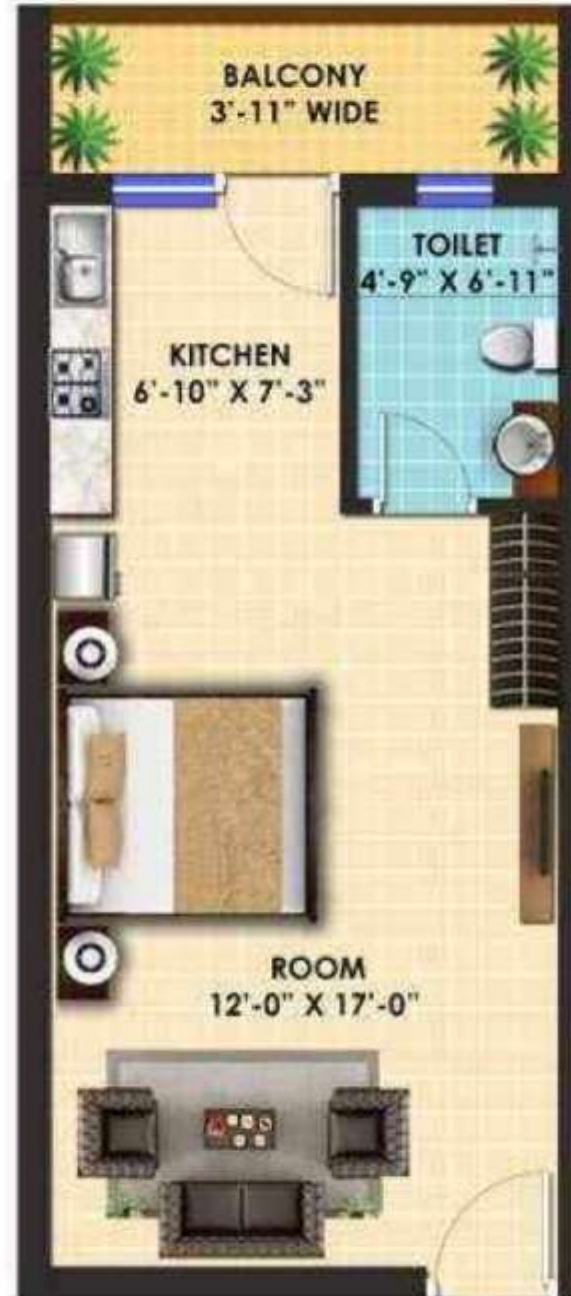 BALCONY
3'-11" WIDE
TOILET
4'-9" X 6'-11"
KITCHEN
6'-10" X 7'-3"
ROOM
12'-0" X 17'-0"